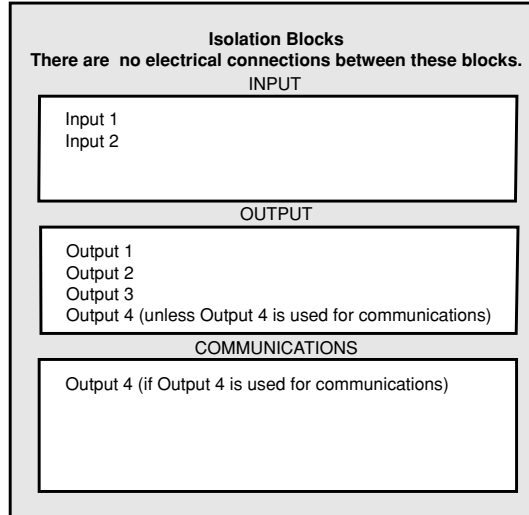 Isolation Blocks
There are no electrical connections between these blocks.
INPUT
Input 1
Input 2
OUTPUT
Output 1
Output 2
Output 3
Output 4 (unless Output 4 is used for communications)
COMMUNICATIONS
Output 4 (if Output 4 is used for communications)